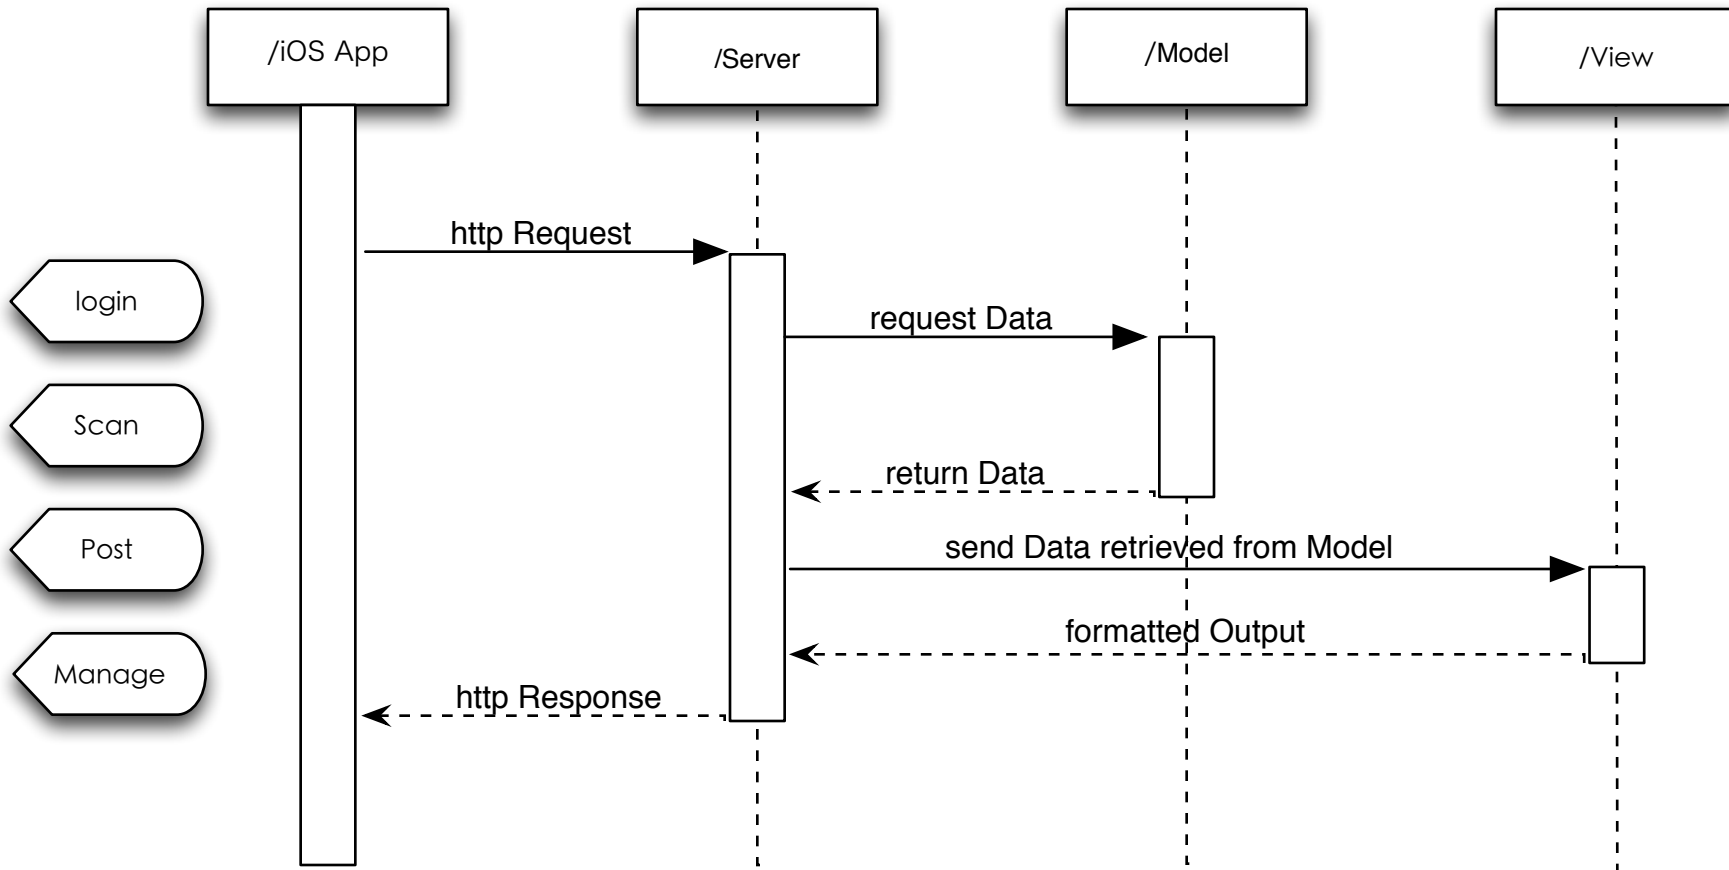 /iOS App
/Server
/Model
/View
http Request
login
request Data
Scan
return Data
Post
send Data retrieved from Model
formatted Output
Manage
http Response